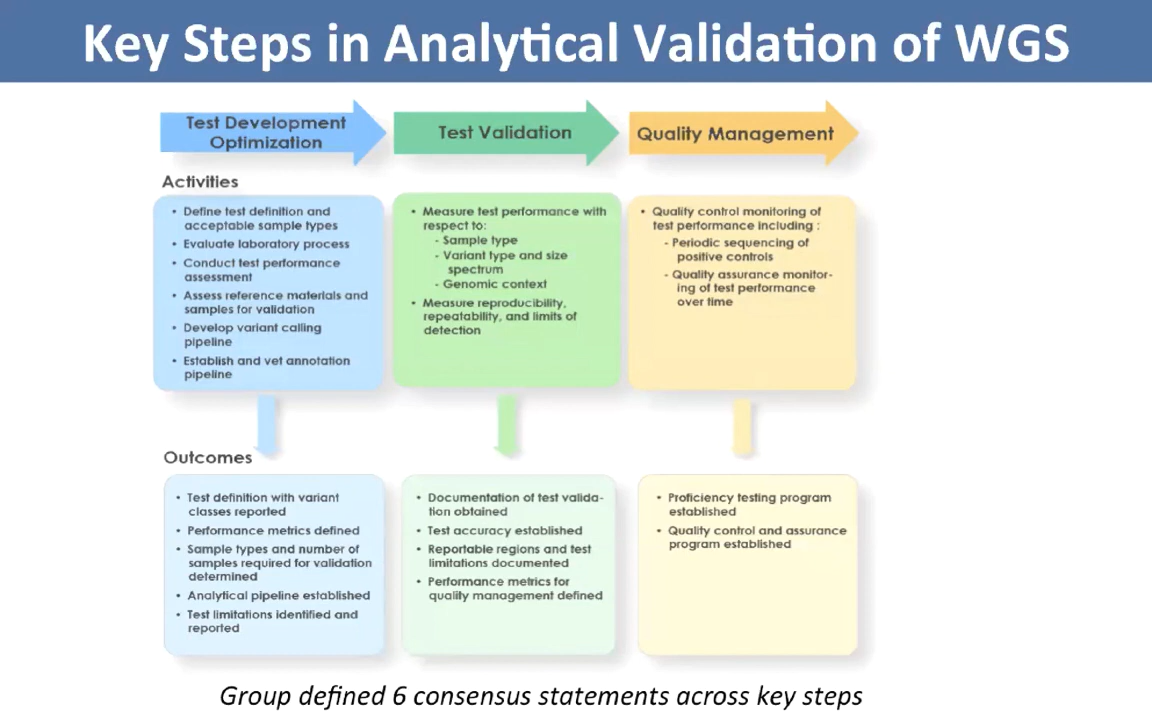 Key Steps in Analytical Validation of WGS
Test Development
Optimization
Test Validation
Quality Management
Activities
• Define test definition and
acceptable sample types
• Evaluate laboratory process
• Conduct test performance
assessment
• Assess reference materials and
samples for validation
• Develop variant calling
pipeline
• Establish and vet annotation
pipeline
• Measure test performance with
respect to:
- Sample type
- Variant type and size
spectrum
- Genomic context
• Measure reproducibility,
repeatability, and limits of
detection
• Quality control monitoring of
test performance including :
- Periodic sequencing of
positive controls
- Quality assurance monitor-
ing of test performance
over time
Outcomes
• Test definition with variant
classes reported
• Performance metrics defined
• Sample types and number of
samples required for validation
determined
• Analytical pipeline established
• Test limitations identified and
reported
• Documentation of test valida-
tion obtained
• Test accuracy established
• Reportable regions and test
limitations documented
• Performance metrics for
quality management defined
• Proficiency testing program
established
• Quality control and assurance
program established
Group defined 6 consensus statements across key steps